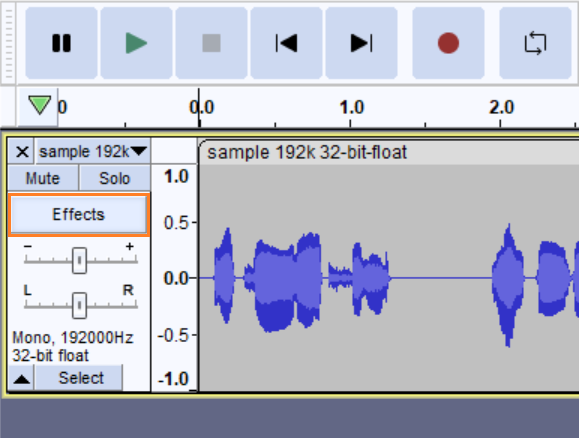 0 0.0 1.0 2.0
sample 192k
sample 192k 32-bit-float
Mute Solo
Effects
- +
L R
Mono, 192000Hz
32-bit float
Select
1.0
0.5-
0.0-
-0.5-
-1.0